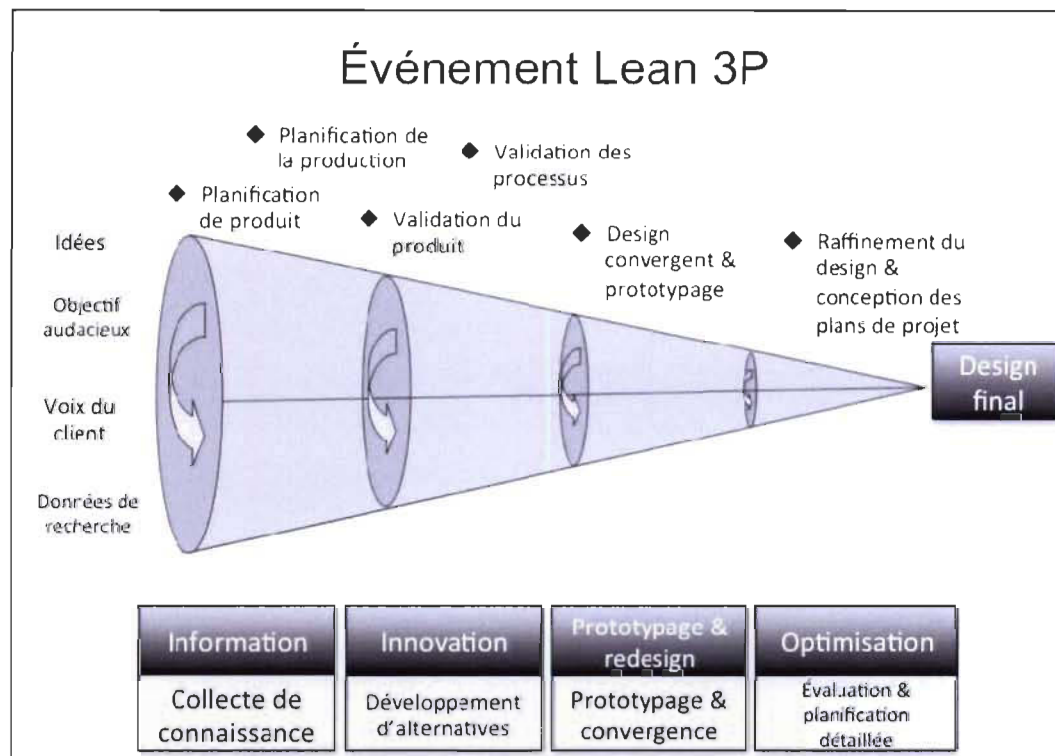 Événement Lean 3P
◆ Planification de
la production
◆ Validation des
processus
◆ Planification
de produit
◆ Validation du
produit
◆ Design
convergent &
prototypage
◆ Raffinement du
design &
conception des
plans de projet
Idées
Objectif
audacieux
Voix du
client
Données de
recherche
Design
final
Information
Collecte de
connaissance
Innovation
Développement
d'alternatives
Prototypage &
redesign
Prototypage &
convergence
Optimisation
Évaluation &
planification
détaillée